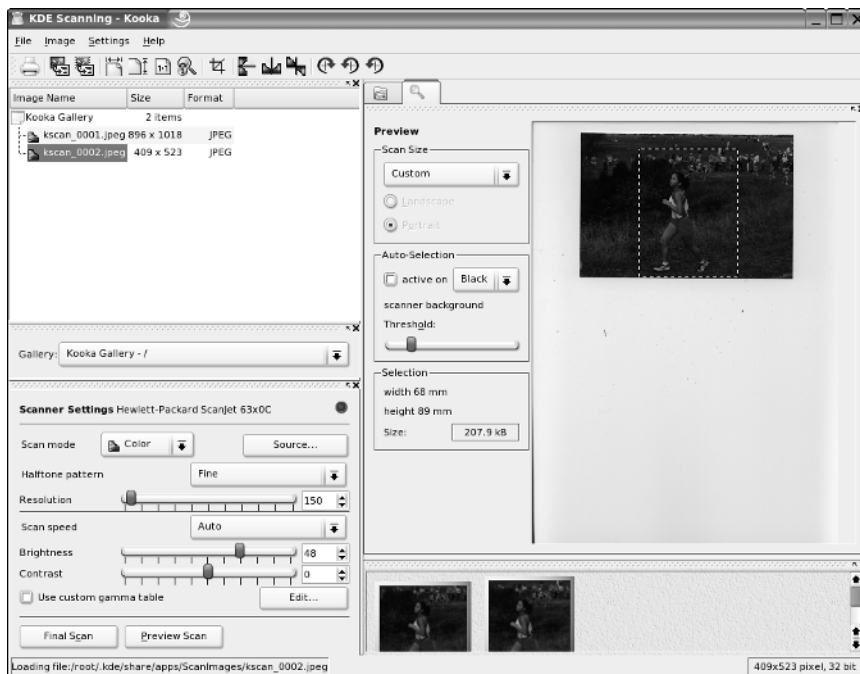 KDE Scanning - Kooka
File Image Settings Help
Image Name Size Format
Kooka Gallery 2 items
kscan_0001.jpeg 896 x 1018 JPEG
kscan_0002.jpeg 409 x 523 JPEG
Gallery: Kooka Gallery - /
Scanner Settings Hewlett-Packard ScanJet 63x0C
Scan mode Color Source...
Halftone pattern Fine
Resolution 150
Scan speed Auto
Brightness 48
Contrast 0
Use custom gamma table Edit...
Final Scan Preview Scan
Preview
Scan Size
Custom
Landscape
Portrait
Auto-Selection
active on Black
scanner background
Threshold:
Selection
width 68 mm
height 89 mm
Size: 207.9 kB
Loading file:/root/.kde/share/apps/ScanImages/kscan_0002.jpeg
409x523 pixel, 32 bit